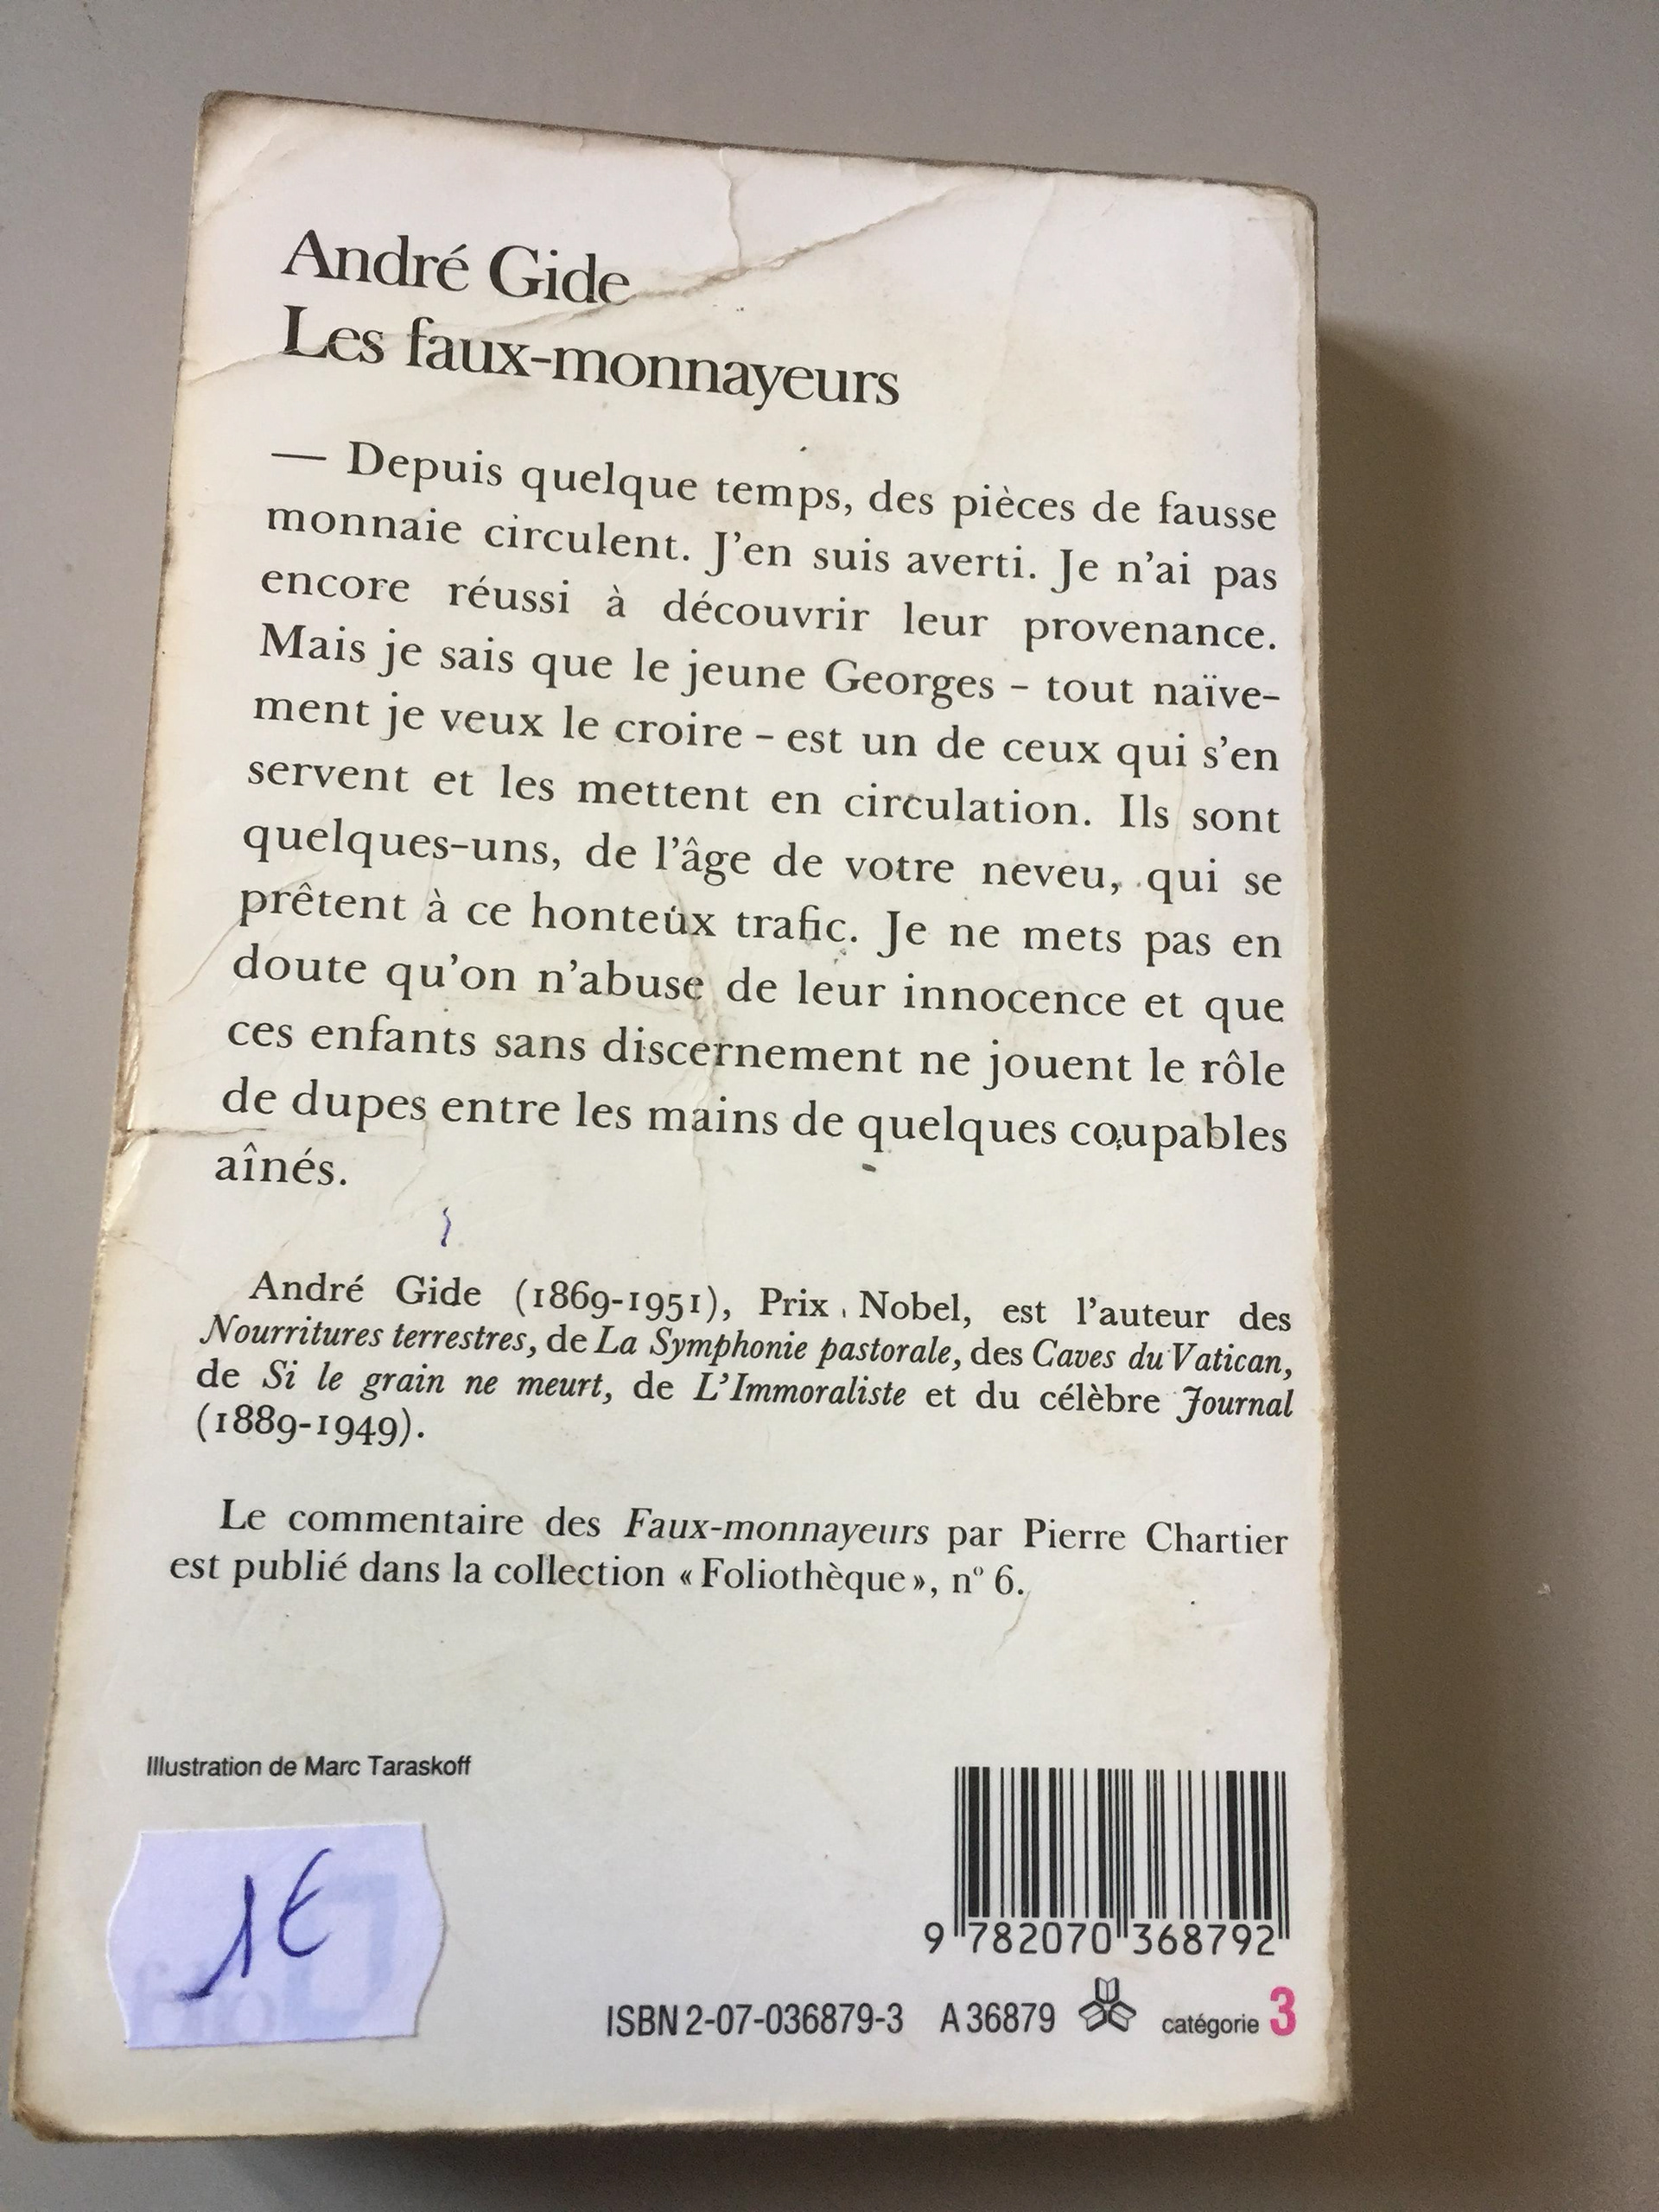 André Gide
Les faux-monnayeurs
— Depuis quelque temps, des pièces de fausse
monnaie circulent. J'en suis averti. Je n'ai pas
encore réussi à découvrir leur provenance.
Mais je sais que le jeune Georges – tout naïve-
ment je veux le croire – est un de ceux qui s'en
servent et les mettent en circulation. Ils sont
quelques-uns, de l'âge de votre neveu, qui se
prêtent à ce honteux trafic. Je ne mets pas en
doute qu'on n'abuse de leur innocence et que
ces enfants sans discernement ne jouent le rôle
de dupes entre les mains de quelques coupables
aînés.
André Gide (1869-1951), Prix Nobel, est l'auteur des
Nourritures terrestres, de La Symphonie pastorale, des Caves du Vatican,
de Si le grain ne meurt, de L'Immoraliste et du célèbre Journal
(1889-1949).
Le commentaire des Faux-monnayeurs par Pierre Chartier
est publié dans la collection « Foliothèque », n° 6.
Illustration de Marc Taraskoff
1€
9 782070 368792
ISBN 2-07-036879-3 A 36879 catégorie 3